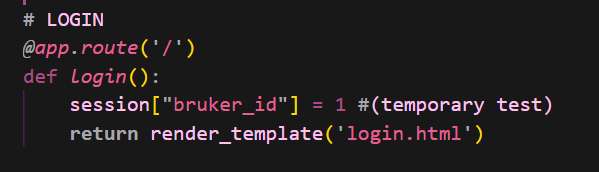 # LOGIN
@app.route('/')
def login():
    session["bruker_id"] = 1 #(temporary test)
    return render_template('login.html')